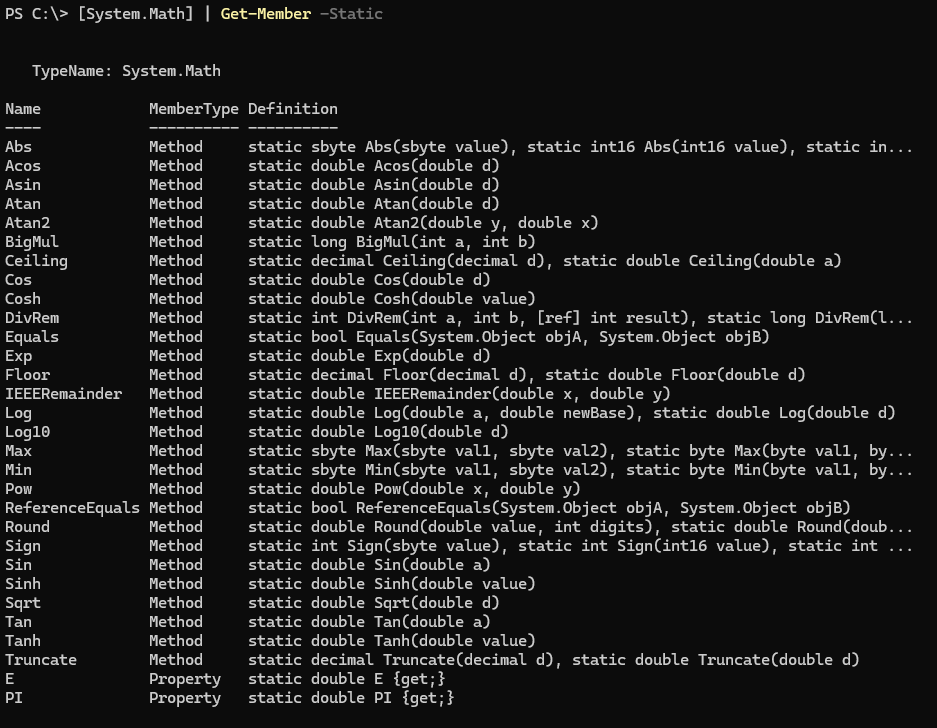 PS C:\> [System.Math] | Get-Member -Static
TypeName: System.Math
Name            MemberType Definition
----            ---------- ----------
Abs             Method     static sbyte Abs(sbyte value), static int16 Abs(int16 value), static in...
Acos            Method     static double Acos(double d)
Asin            Method     static double Asin(double d)
Atan            Method     static double Atan(double d)
Atan2           Method     static double Atan2(double y, double x)
BigMul          Method     static long BigMul(int a, int b)
Ceiling         Method     static decimal Ceiling(decimal d), static double Ceiling(double a)
Cos             Method     static double Cos(double d)
Cosh            Method     static double Cosh(double value)
DivRem          Method     static int DivRem(int a, int b, [ref] int result), static long DivRem(l...
Equals          Method     static bool Equals(System.Object objA, System.Object objB)
Exp             Method     static double Exp(double d)
Floor           Method     static decimal Floor(decimal d), static double Floor(double d)
IEEERemainder   Method     static double IEEERemainder(double x, double y)
Log             Method     static double Log(double a, double newBase), static double Log(double d)
Log10           Method     static double Log10(double d)
Max             Method     static sbyte Max(sbyte val1, sbyte val2), static byte Max(byte val1, by...
Min             Method     static sbyte Min(sbyte val1, sbyte val2), static byte Min(byte val1, by...
Pow             Method     static double Pow(double x, double y)
ReferenceEquals Method     static bool ReferenceEquals(System.Object objA, System.Object objB)
Round           Method     static double Round(double value, int digits), static double Round(doub...
Sign            Method     static int Sign(sbyte value), static int Sign(int16 value), static int ...
Sin             Method     static double Sin(double a)
Sinh            Method     static double Sinh(double value)
Sqrt            Method     static double Sqrt(double d)
Tan             Method     static double Tan(double a)
Tanh            Method     static double Tanh(double value)
Truncate        Method     static decimal Truncate(decimal d), static double Truncate(double d)
E               Property   static double E {get;}
PI              Property   static double PI {get;}